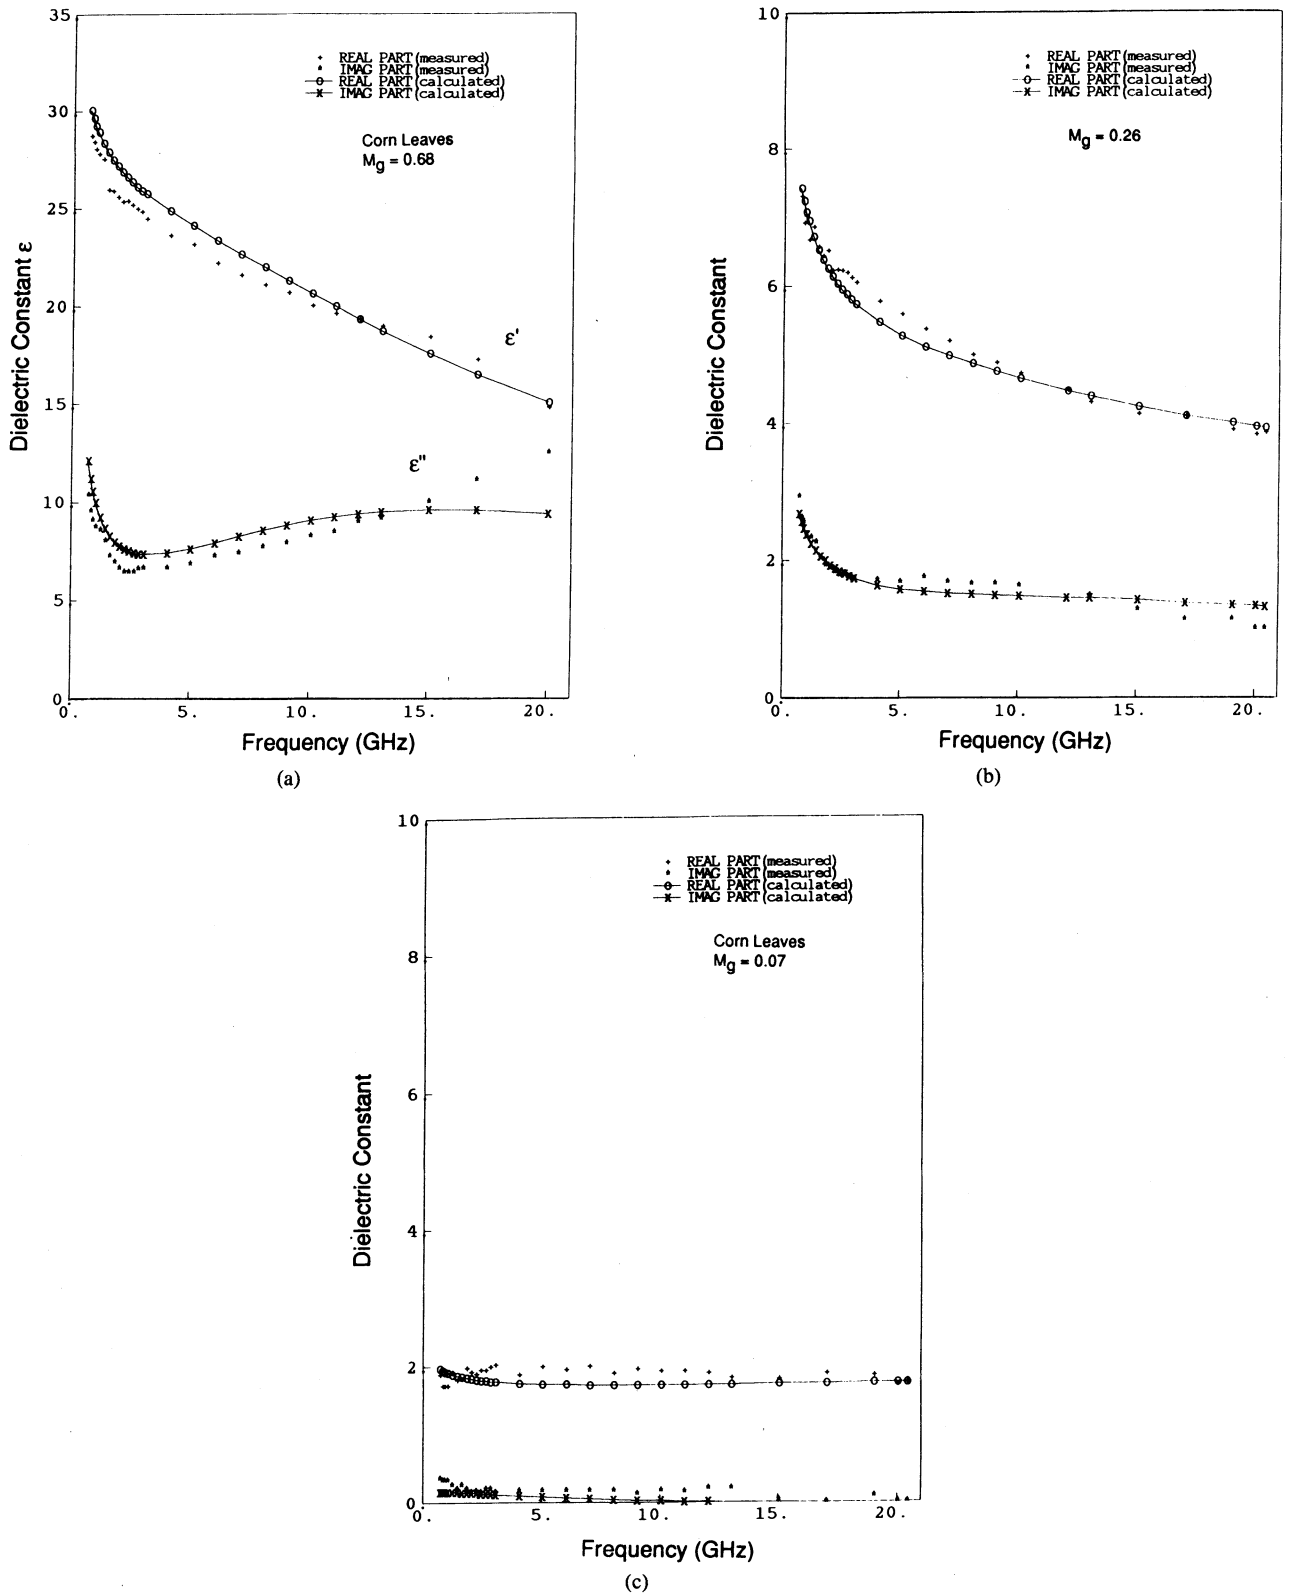 35
30
25
20
15
10
5
0
Dielectric Constant ε
+ REAL PART(measured)
* IMAG PART(measured)
REAL PART(calculated)
IMAG PART(calculated)
Corn Leaves
Mg = 0.68
ε'
ε"
0. 5. 10. 15. 20.
Frequency (GHz)
(a)
10
8
6
4
2
0
Dielectric Constant
+ REAL PART(measured)
* IMAG PART(measured)
REAL PART(calculated)
IMAG PART(calculated)
Mg = 0.26
0. 5. 10. 15. 20.
Frequency (GHz)
(b)
10
8
6
4
2
0
Dielectric Constant
+ REAL PART(measured)
* IMAG PART(measured)
REAL PART(calculated)
IMAG PART(calculated)
Corn Leaves
Mg = 0.07
0. 5. 10. 15. 20.
Frequency (GHz)
(c)